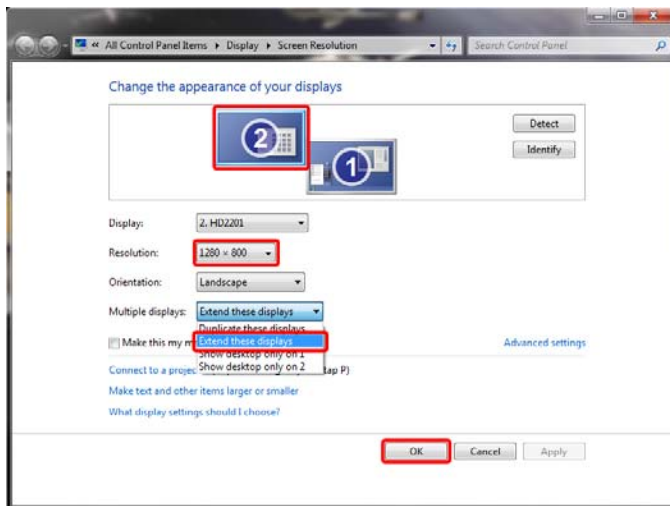 « All Control Panel Items ▸ Display ▸ Screen Resolution
Search Control Panel
Change the appearance of your displays
2
1
Detect
Identify
Display: 2. HD2201
Resolution: 1280 × 800
Orientation: Landscape
Multiple displays: Extend these displays
Duplicate these displays
Extend these displays
Show desktop only on 1
Show desktop only on 2
Make this my m
Advanced settings
Connect to a projec tap P)
Make text and other items larger or smaller
What display settings should I choose?
OK Cancel Apply